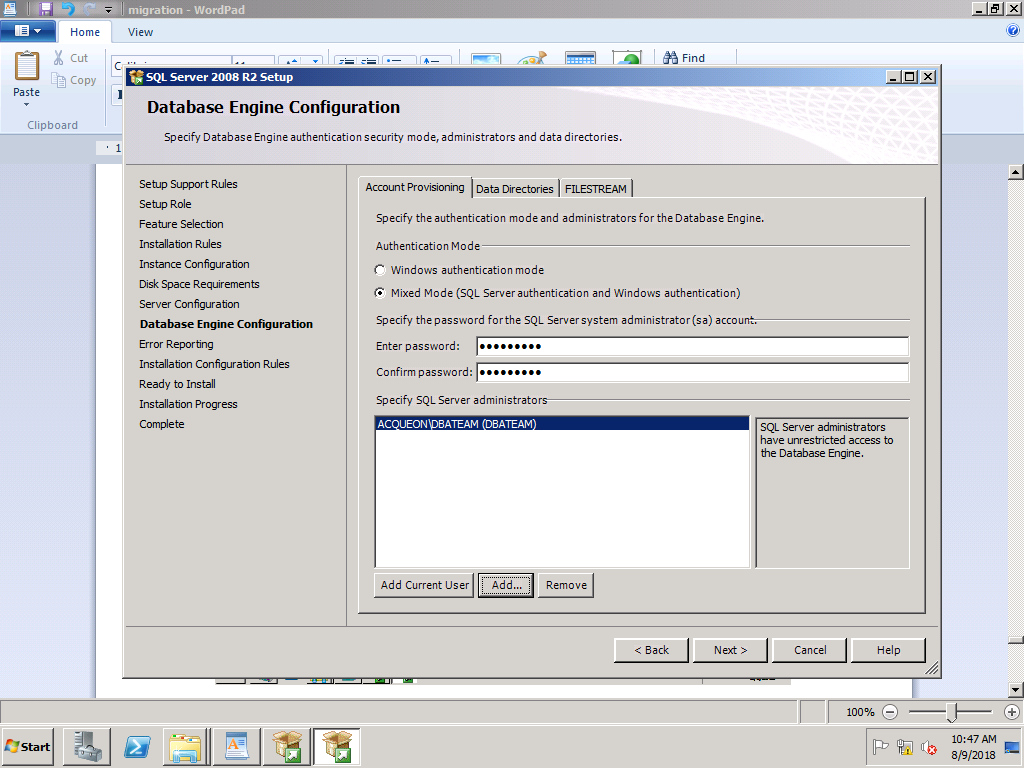 migration - WordPad
Home
View
Cut
Copy
Paste
Clipboard
Find
SQL Server 2008 R2 Setup
Database Engine Configuration
Specify Database Engine authentication security mode, administrators and data directories.
Setup Support Rules
Setup Role
Feature Selection
Installation Rules
Instance Configuration
Disk Space Requirements
Server Configuration
Database Engine Configuration
Error Reporting
Installation Configuration Rules
Ready to Install
Installation Progress
Complete
Account Provisioning
Data Directories
FILESTREAM
Specify the authentication mode and administrators for the Database Engine.
Authentication Mode
Windows authentication mode
Mixed Mode (SQL Server authentication and Windows authentication)
Specify the password for the SQL Server system administrator (sa) account.
Enter password:
Confirm password:
Specify SQL Server administrators
ACQUEON\DBATEAM (DBATEAM)
SQL Server administrators
have unrestricted access to
the Database Engine.
Add Current User
Add...
Remove
< Back
Next >
Cancel
Help
100%
Start
10:47 AM
8/9/2018